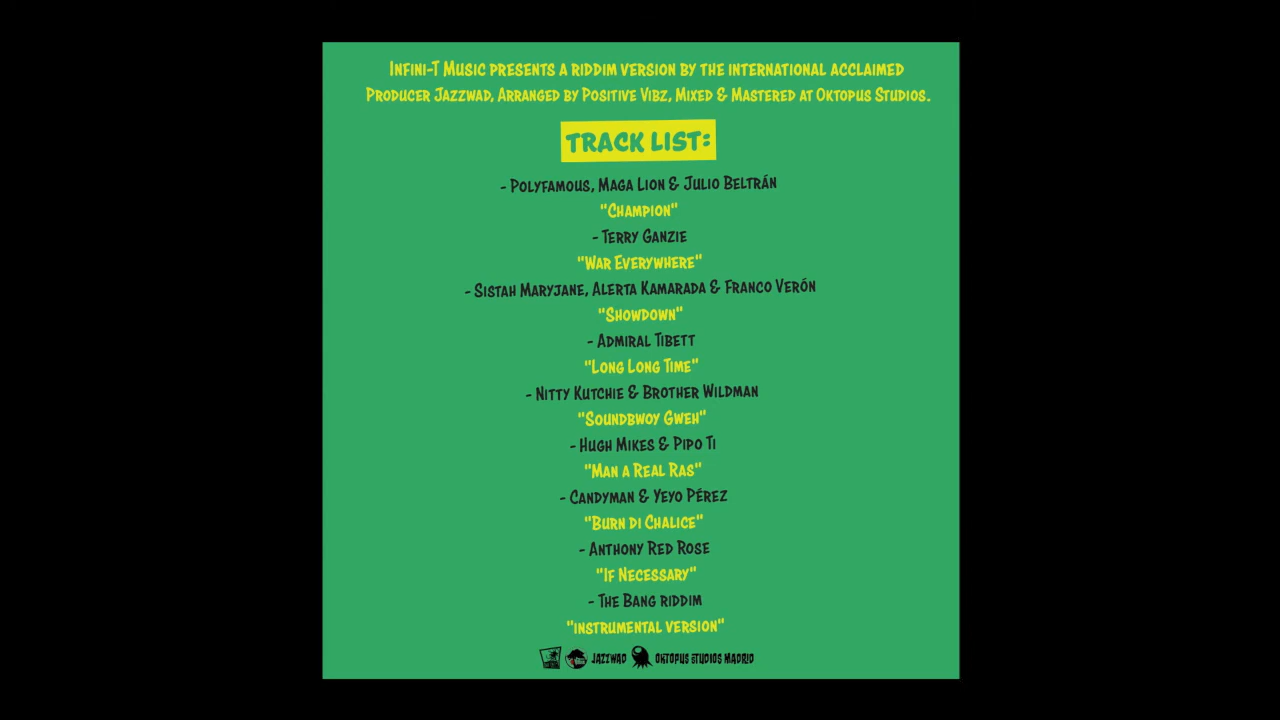 Infini-T Music presents a riddim version by the international acclaimed
Producer Jazzwad, Arranged by Positive Vibz, Mixed & Mastered at Oktopus Studios.
TRACK LIST:
- Polyfamous, Maga Lion & Julio Beltrán
"Champion"
- Terry Ganzie
"War Everywhere"
- Sistah Maryjane, Alerta Kamarada & Franco Verón
"Showdown"
- Admiral Tibett
"Long Long Time"
- Nitty Kutchie & Brother Wildman
"Soundbwoy Gweh"
- Hugh Mikes & Pipo Ti
"Man a Real Ras"
- Candyman & Yeyo Pérez
"Burn di Chalice"
- Anthony Red Rose
"If Necessary"
- The Bang riddim
"instrumental version"
JAZZWAD OKTOPUS STUDIOS MADRID